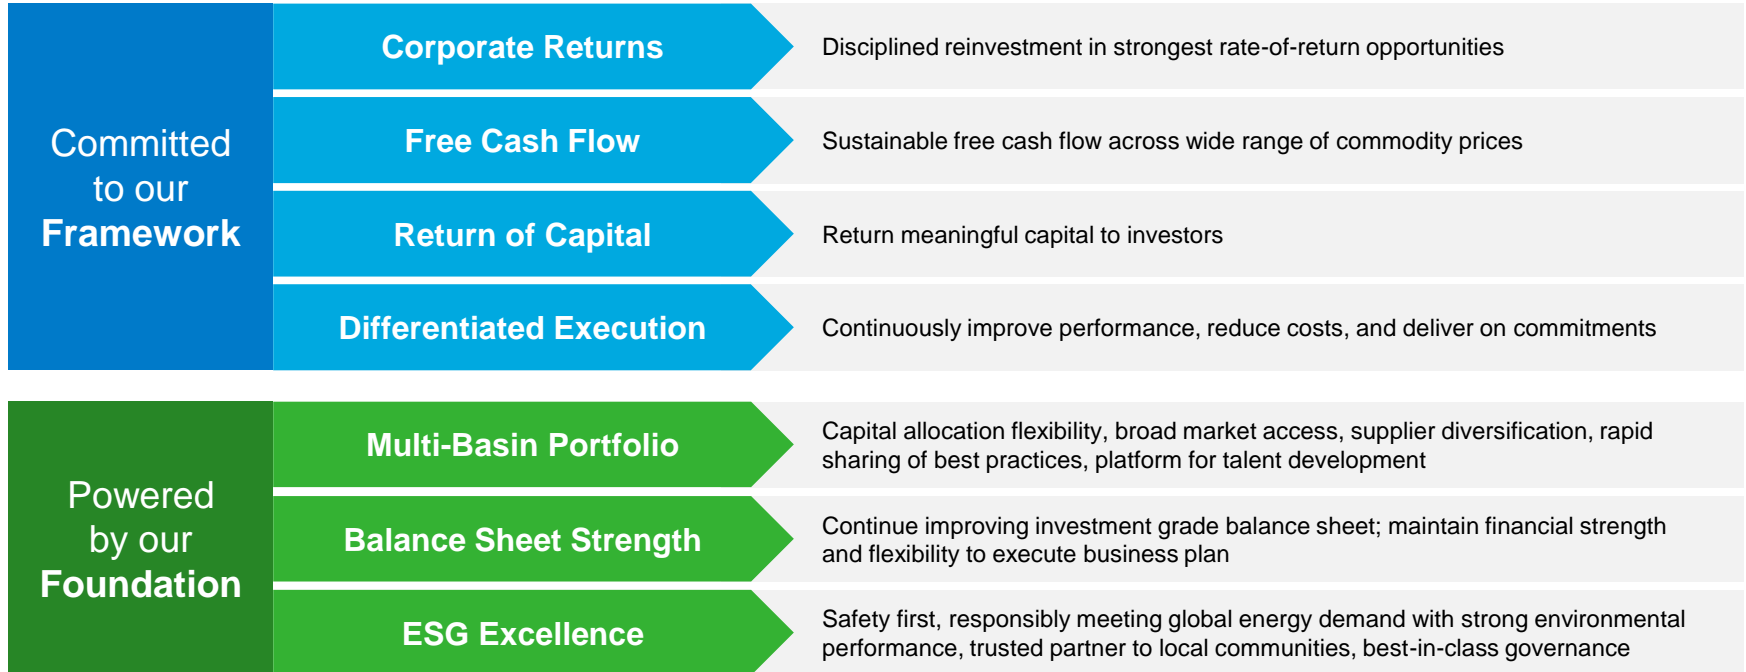 Committed
to our
Framework
Corporate Returns
Disciplined reinvestment in strongest rate-of-return opportunities
Free Cash Flow
Sustainable free cash flow across wide range of commodity prices
Return of Capital
Return meaningful capital to investors
Differentiated Execution
Continuously improve performance, reduce costs, and deliver on commitments
Powered
by our
Foundation
Multi-Basin Portfolio
Capital allocation flexibility, broad market access, supplier diversification, rapid
sharing of best practices, platform for talent development
Balance Sheet Strength
Continue improving investment grade balance sheet; maintain financial strength
and flexibility to execute business plan
ESG Excellence
Safety first, responsibly meeting global energy demand with strong environmental
performance, trusted partner to local communities, best-in-class governance